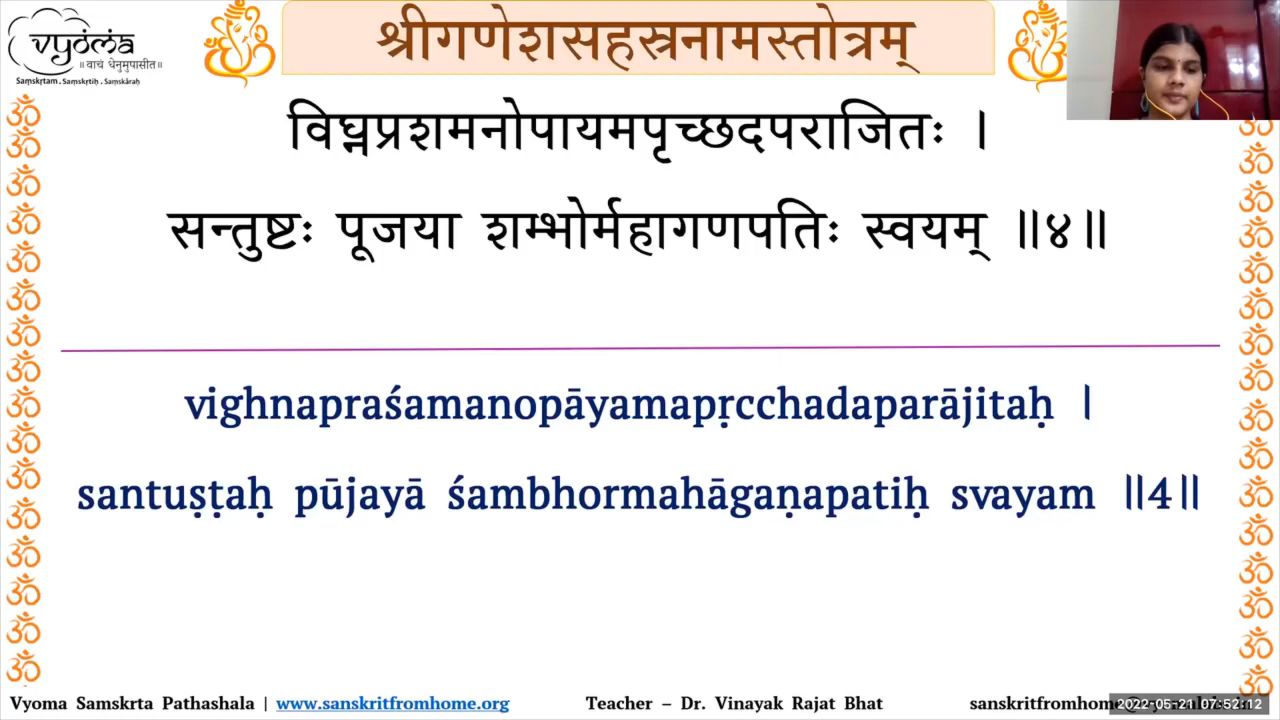 vyoma
॥वाचं धेनुमुपासीत॥
Saṃskṛtam . Saṃskṛtiḥ . Saṃskāraḥ
श्रीगणेशसहस्रनामस्तोत्रम्
विघ्नप्रशमनोपायमपृच्छदपराजितः ।
सन्तुष्टः पूजया शम्भोर्महागणपतिः स्वयम् ॥४॥
vighnapraśamanopāyamapṛcchadaparājitaḥ ।
santuṣṭaḥ pūjayā śambhormahāgaṇapatiḥ svayam ॥4॥
Vyoma Samskrta Pathashala | www.sanskritfromhome.org Teacher – Dr. Vinayak Rajat Bhat
2022-05-21 07:52:12